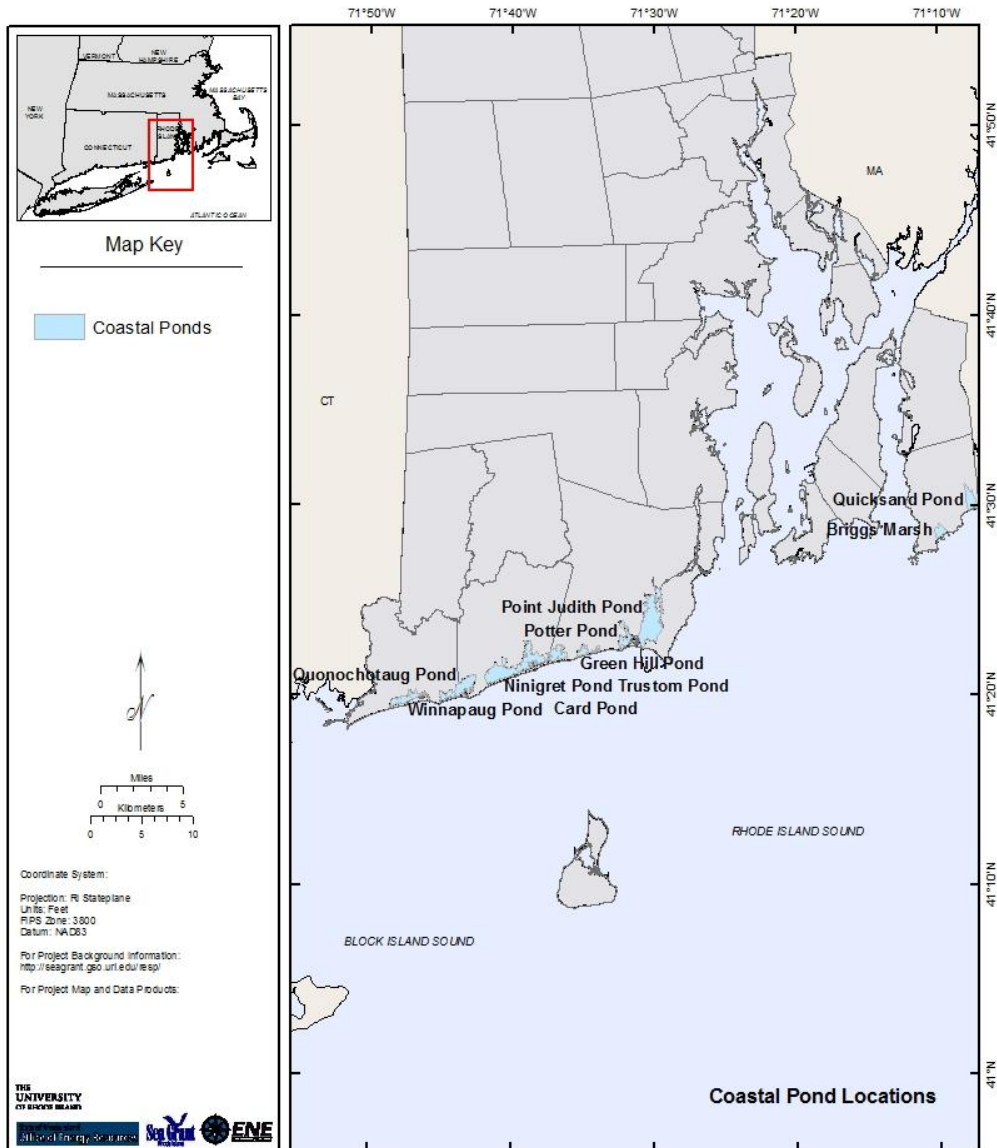 71°50'W 71°40'W 71°30'W 71°20'W 71°10'W
VERMONT
NEW HAMPSHIRE
MASSACHUSETTS
MASSACHUSETTS BAY
NEW YORK
RHODE ISLAND
CONNECTICUT
ATLANTIC OCEAN
Map Key
Coastal Ponds
Miles
0 5
Kilometers
0 5 10
Coordinate System:
Projection: RI Stateplane
Units: Feet
FIPS Zone: 3800
Datum: NAD83
For Project Background Information:
http://seagrant.gso.uri.edu/resp/
For Project Map and Data Products:
THE
UNIVERSITY
OF RHODE ISLAND
Office of Energy Resources
Sea Grant
ENE
MA
CT
Quicksand Pond
Briggs Marsh
Point Judith Pond
Potter Pond
Green Hill Pond
Quonochotaug Pond
Ninigret Pond Trustom Pond
Winnapaug Pond Card Pond
RHODE ISLAND SOUND
BLOCK ISLAND SOUND
Coastal Pond Locations
41°50'N
41°40'N
41°30'N
41°20'N
41°10'N
41°N